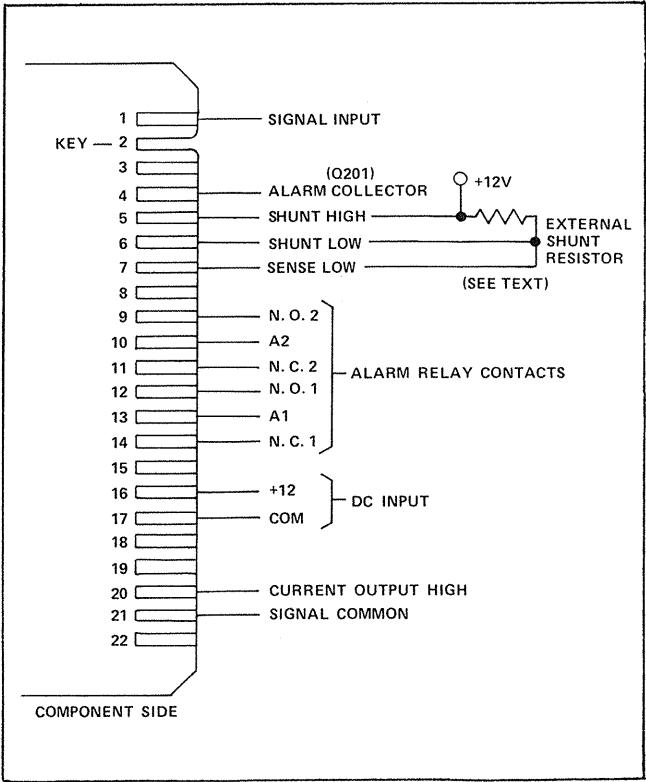 1 SIGNAL INPUT
KEY — 2
3
(Q201)
4 ALARM COLLECTOR
+12V
5 SHUNT HIGH
6 SHUNT LOW
EXTERNAL
SHUNT
RESISTOR
7 SENSE LOW
(SEE TEXT)
8
9 N. O. 2
10 A2
11 N. C. 2
ALARM RELAY CONTACTS
12 N. O. 1
13 A1
14 N. C. 1
15
16 +12
DC INPUT
17 COM
18
19
20 CURRENT OUTPUT HIGH
21 SIGNAL COMMON
22
COMPONENT SIDE